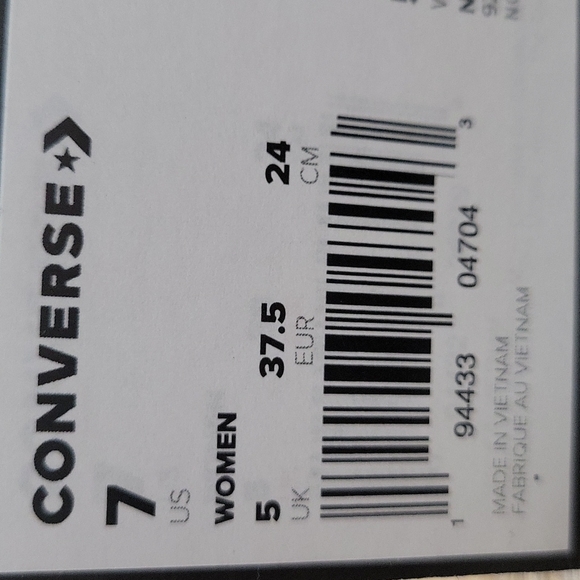 CONVERSE
7
US
WOMEN
5 37.5 24
UK EUR CM
1 94433 04704 3
MADE IN VIETNAM
FABRIQUE AU VIETNAM